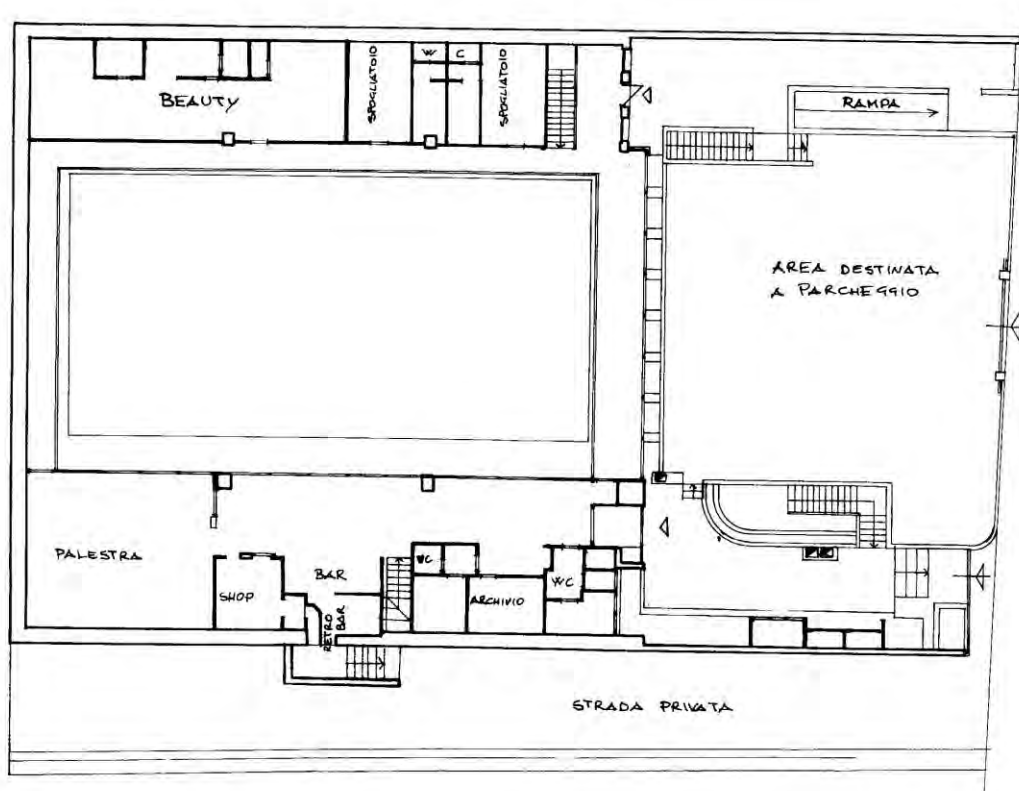 BEAUTY
SPOGLIATOIO
W C
SPOGLIATOIO
RAMPA
AREA DESTINATA
A PARCHEGGIO
PALESTRA
SHOP
BAR
RETRO
BAR
WC
ARCHIVIO
WC
STRADA PRIVATA